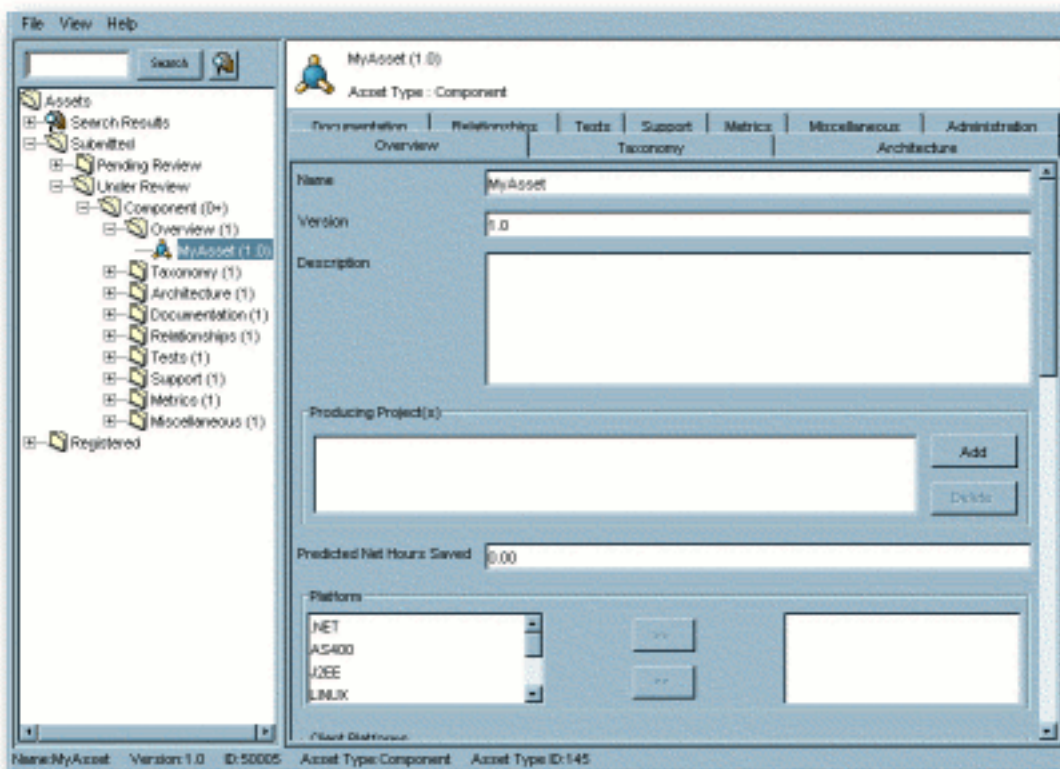 File View Help
Search
MyAsset (1.0)
Asset Type : Component
Assets
Search Results
Submitted
Pending Review
Under Review
Component (0+)
Overview (1)
MyAsset (1.0)
Taxonomy (1)
Architecture (1)
Documentation (1)
Relationships (1)
Tests (1)
Support (1)
Metrics (1)
Miscellaneous (1)
Registered
Documentation Relationships Tests Support Metrics Miscellaneous Administration
Overview Taxonomy Architecture
Name MyAsset
Version 1.0
Description
Producing Project(s)
Add
Delete
Predicted Net Hours Saved 0.00
Platform
.NET
AS400
J2EE
LINUX
Client Platforms
Name:MyAsset Version:1.0 ID:50005 Asset Type:Component Asset Type ID:145